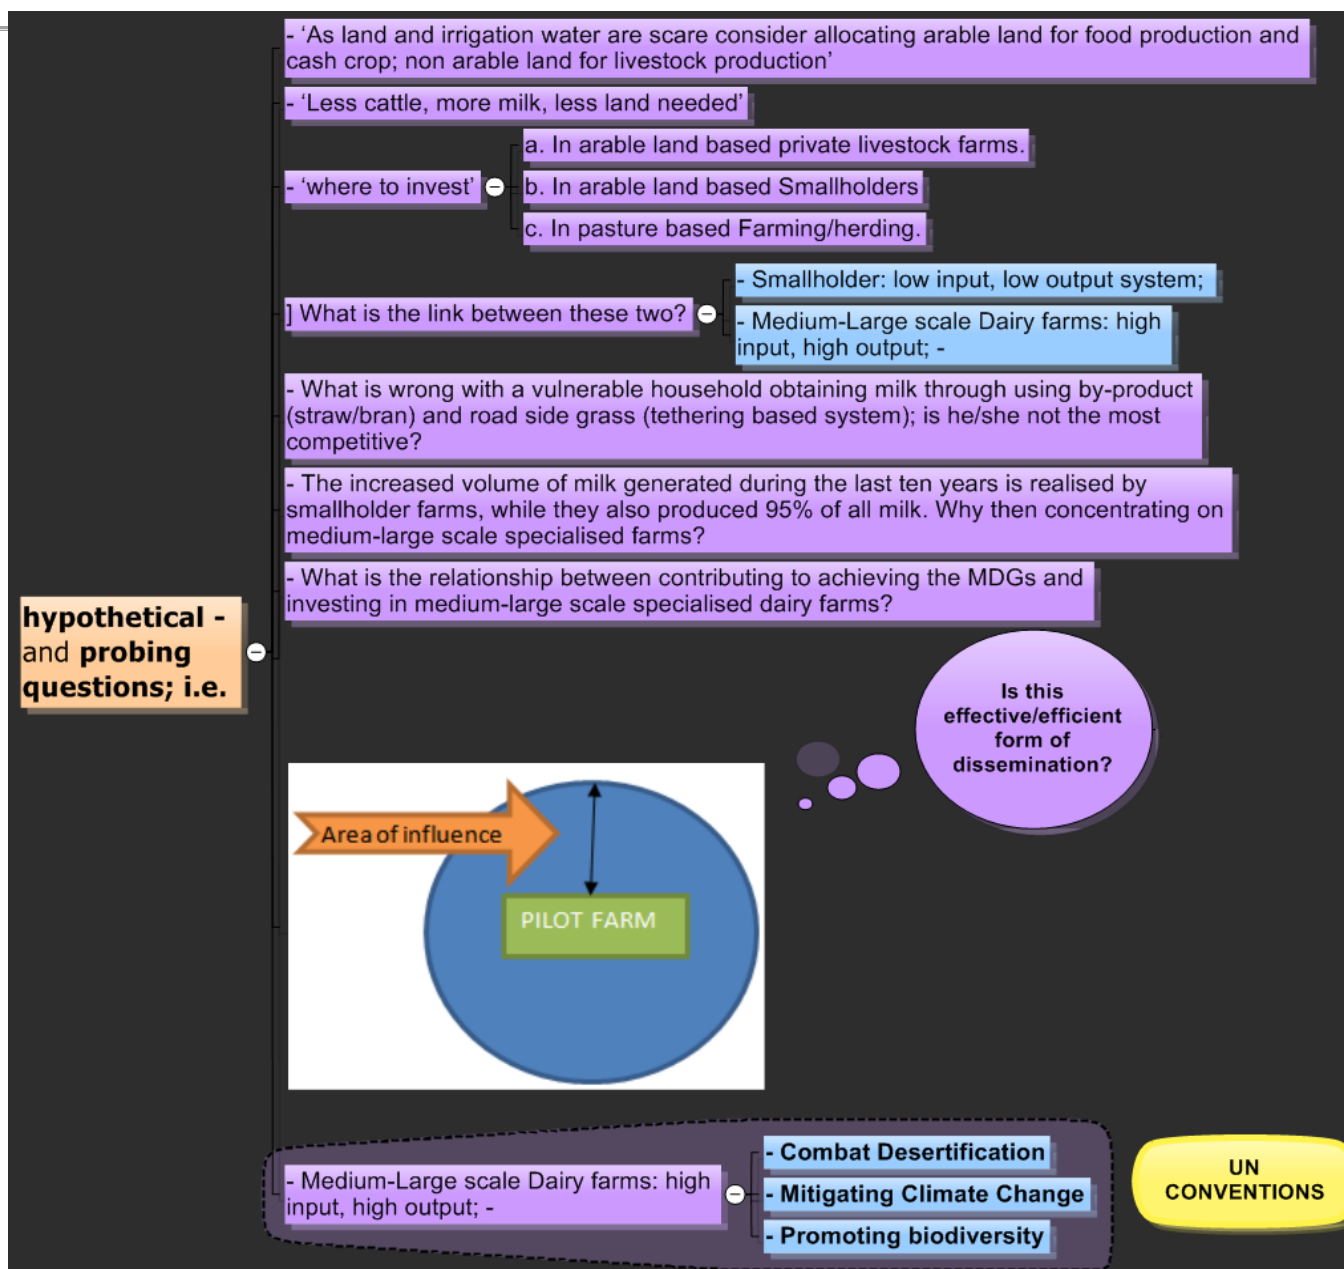 - ‘As land and irrigation water are scare consider allocating arable land for food production and
cash crop; non arable land for livestock production’
- ‘Less cattle, more milk, less land needed’
- ‘where to invest’
a. In arable land based private livestock farms.
b. In arable land based Smallholders
c. In pasture based Farming/herding.
] What is the link between these two?
- Smallholder: low input, low output system;
- Medium-Large scale Dairy farms: high
input, high output; -
- What is wrong with a vulnerable household obtaining milk through using by-product
(straw/bran) and road side grass (tethering based system); is he/she not the most
competitive?
- The increased volume of milk generated during the last ten years is realised by
smallholder farms, while they also produced 95% of all milk. Why then concentrating on
medium-large scale specialised farms?
- What is the relationship between contributing to achieving the MDGs and
investing in medium-large scale specialised dairy farms?
hypothetical -
and probing
questions; i.e.
Is this
effective/efficient
form of
dissemination?
Area of influence
PILOT FARM
- Medium-Large scale Dairy farms: high
input, high output; -
- Combat Desertification
- Mitigating Climate Change
- Promoting biodiversity
UN
CONVENTIONS